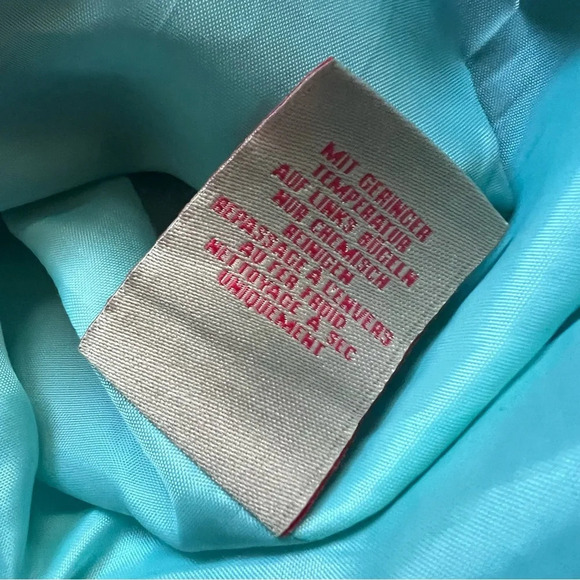 MIT GERINGER
TEMPERATUR
AUF LINKS BÜGELN
NUR CHEMISCH
REINIGEN
REPASSAGE À L'ENVERS
AU FER FROID
NETTOYAGE À SEC
UNIQUEMENT